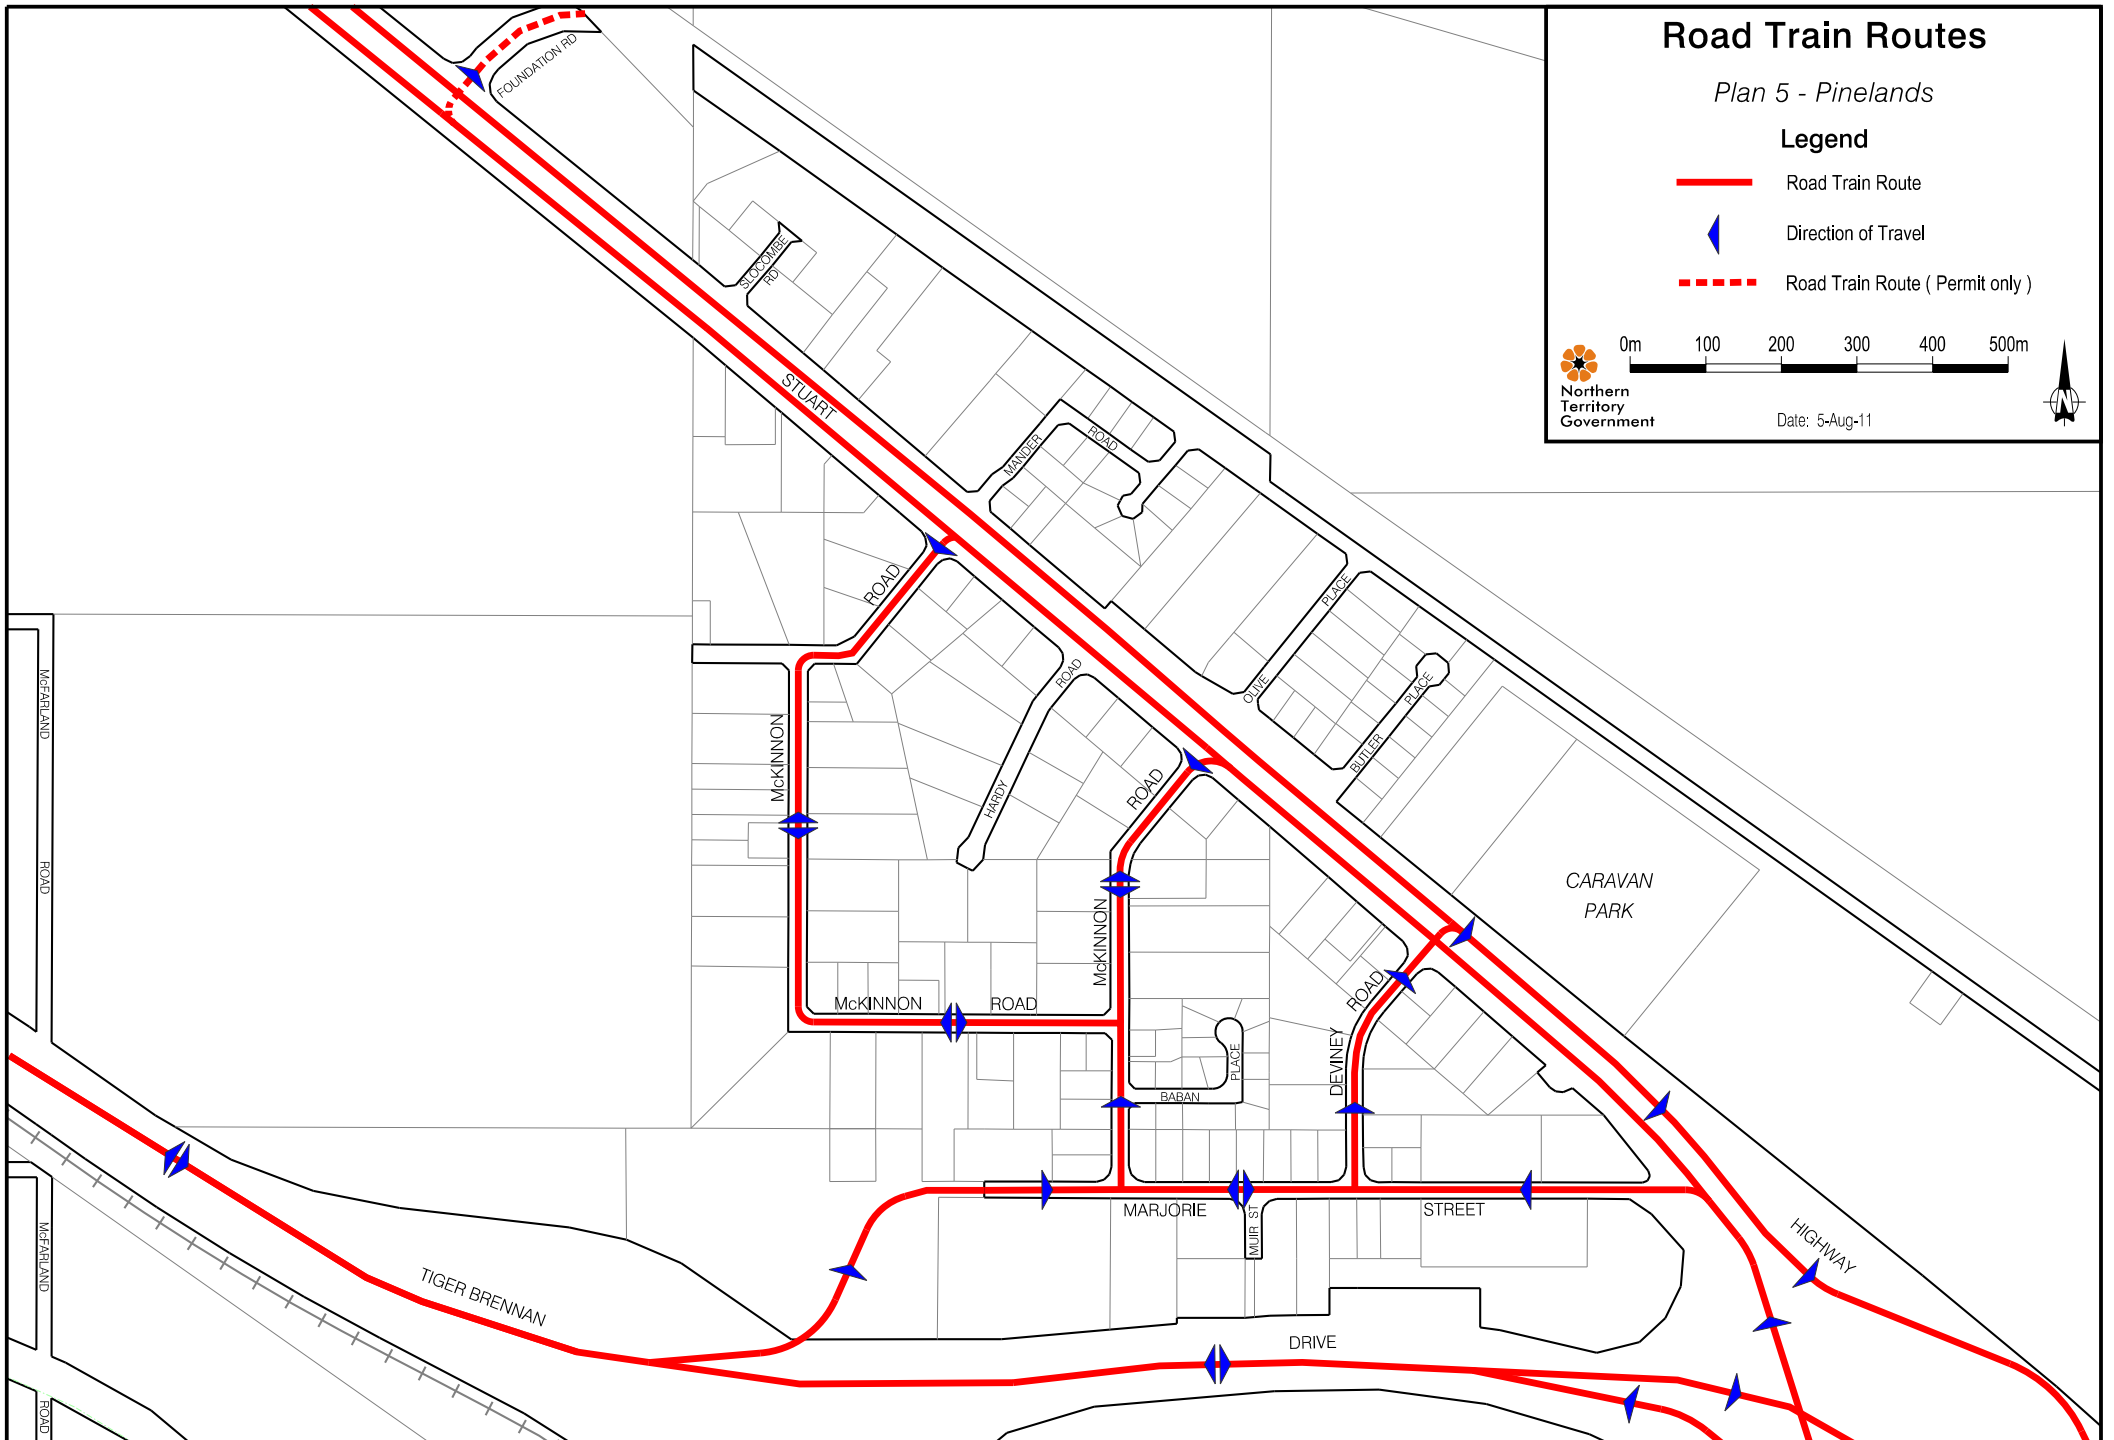 Road Train Routes
Plan 5 - Pinelands
Legend
Road Train Route
Direction of Travel
Road Train Route ( Permit only )
0m 100 200 300 400 500m
Northern
Territory
Government
Date: 5-Aug-11
N
FOUNDATION RD
SLOCOMBE
RD
STUART
MANDER
ROAD
ROAD
PLACE
OLIVE
ROAD
McFARLAND
ROAD
McKINNON
HARDY
ROAD
PLACE
BUTLER
CARAVAN
PARK
McKINNON
McKINNON
ROAD
ROAD
DEVINEY
PLACE
BABAN
MARJORIE
STREET
MUIR ST
HIGHWAY
McFARLAND
ROAD
TIGER BRENNAN
DRIVE